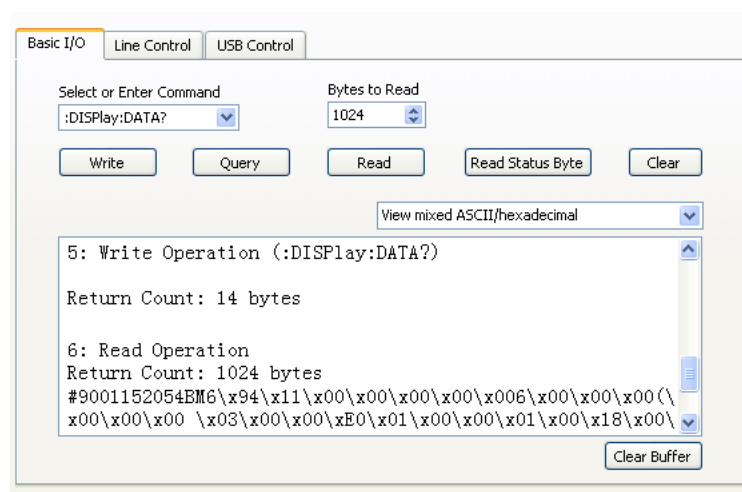 Basic I/O Line Control USB Control
Select or Enter Command Bytes to Read
:DISPlay:DATA? 1024
Write Query Read Read Status Byte Clear
View mixed ASCII/hexadecimal
5: Write Operation (:DISPlay:DATA?)
Return Count: 14 bytes
6: Read Operation
Return Count: 1024 bytes
#9001152054BM6\x94\x11\x00\x00\x00\x00\x006\x00\x00\x00(\
x00\x00\x00 \x03\x00\x00\xE0\x01\x00\x00\x01\x00\x18\x00\
Clear Buffer